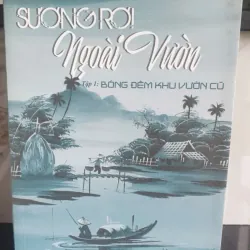 SƯƠNG RƠI
Ngoài Vườn
Tập 1: BÓNG ĐÊM KHU VƯỜN CŨ